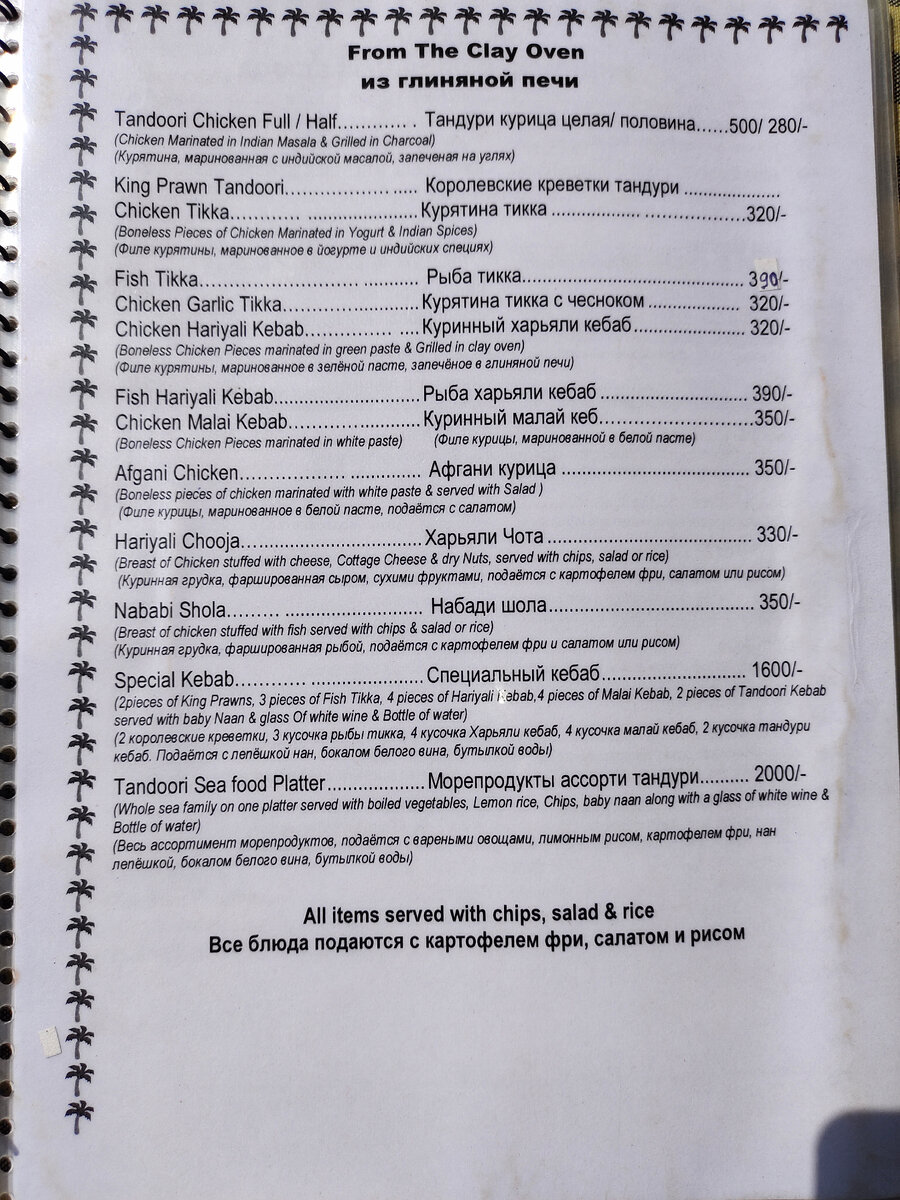 From The Clay Oven
из глиняной печи
Tandoori Chicken Full / Half............ . Тандури курица целая/ половина......500/ 280/-
(Chicken Marinated in Indian Masala & Grilled in Charcoal)
(Курятина, маринованная с индийской масалой, запеченая на углях)
King Prawn Tandoori.................... ..... Королевские креветки тандури ...................
Chicken Tikka............ ......................Курятина тикка .................. ....................320/-
(Boneless Pieces of Chicken Marinated in Yogurt & Indian Spices)
(Филе курятины, маринованное в йогурте и индийских специях)
Fish Tikka............................... .......... Рыба тикка............................................. 390/-
Chicken Garlic Tikka............................Курятина тикка с чесноком .................. 320/-
Chicken Hariyali Kebab.................. ....Куринный харьяли кебаб...................... 320/-
(Boneless Chicken Pieces marinated in green paste & Grilled in clay oven)
(Филе курятины, маринованное в зелёной пасте, запечёное в глиняной печи)
Fish Hariyali Kebab.............................Рыба харьяли кебаб ............................. 390/-
Chicken Malai Kebab...........................Куринный малай кеб...............................350/-
(Boneless Chicken Pieces marinated in white paste) (Филе курицы, маринованной в белой пасте)
Afgani Chicken..................... .............. Афгани курица ..................................... 350/-
(Boneless pieces of chicken marinated with white paste & served with Salad )
(Филе курицы, маринованное в белой пасте, подаётся с салатом)
Hariyali Chooja....................................Харьяли Чота .......................................... 330/-
(Breast of Chicken stuffed with cheese, Cottage Cheese & dry Nuts, served with chips, salad or rice)
(Куринная грудка, фаршированная сыром, сухими фруктами, подаётся с картофелем фри, салатом или рисом)
Nababi Shola......... ........................... Набади шола......................................... 350/-
(Breast of chicken stuffed with fish served with chips & salad or rice)
(Куринная грудка, фаршированная рыбой, подаётся с картофелем фри и салатом или рисом)
Special Kebab............ .......................Специальный кебаб............................. 1600/-
(2pieces of King Prawns, 3 pieces of Fish Tikka, 4 pieces of Hariyali Kebab,4 pieces of Malai Kebab, 2 pieces of Tandoori Kebab
served with baby Naan & glass Of white wine & Bottle of water)
(2 королевские креветки, 3 кусочка рыбы тикка, 4 кусочка Харьяли кебаб, 4 кусочка малай кебаб, 2 кусочка тандури
кебаб. Подаётся с лепёшкой нан, бокалом белого вина, бутылкой воды)
Tandoori Sea food Platter...................Морепродукты ассорти тандури.......... 2000/-
(Whole sea family on one platter served with boiled vegetables, Lemon rice, Chips, baby naan along with a glass of white wine &
Bottle of water)
(Весь ассортимент морепродуктов, подаётся с вареными овощами, лимонным рисом, картофелем фри, нан
лепёшкой, бокалом белого вина, бутылкой воды)
All items served with chips, salad & rice
Все блюда подаются с картофелем фри, салатом и рисом